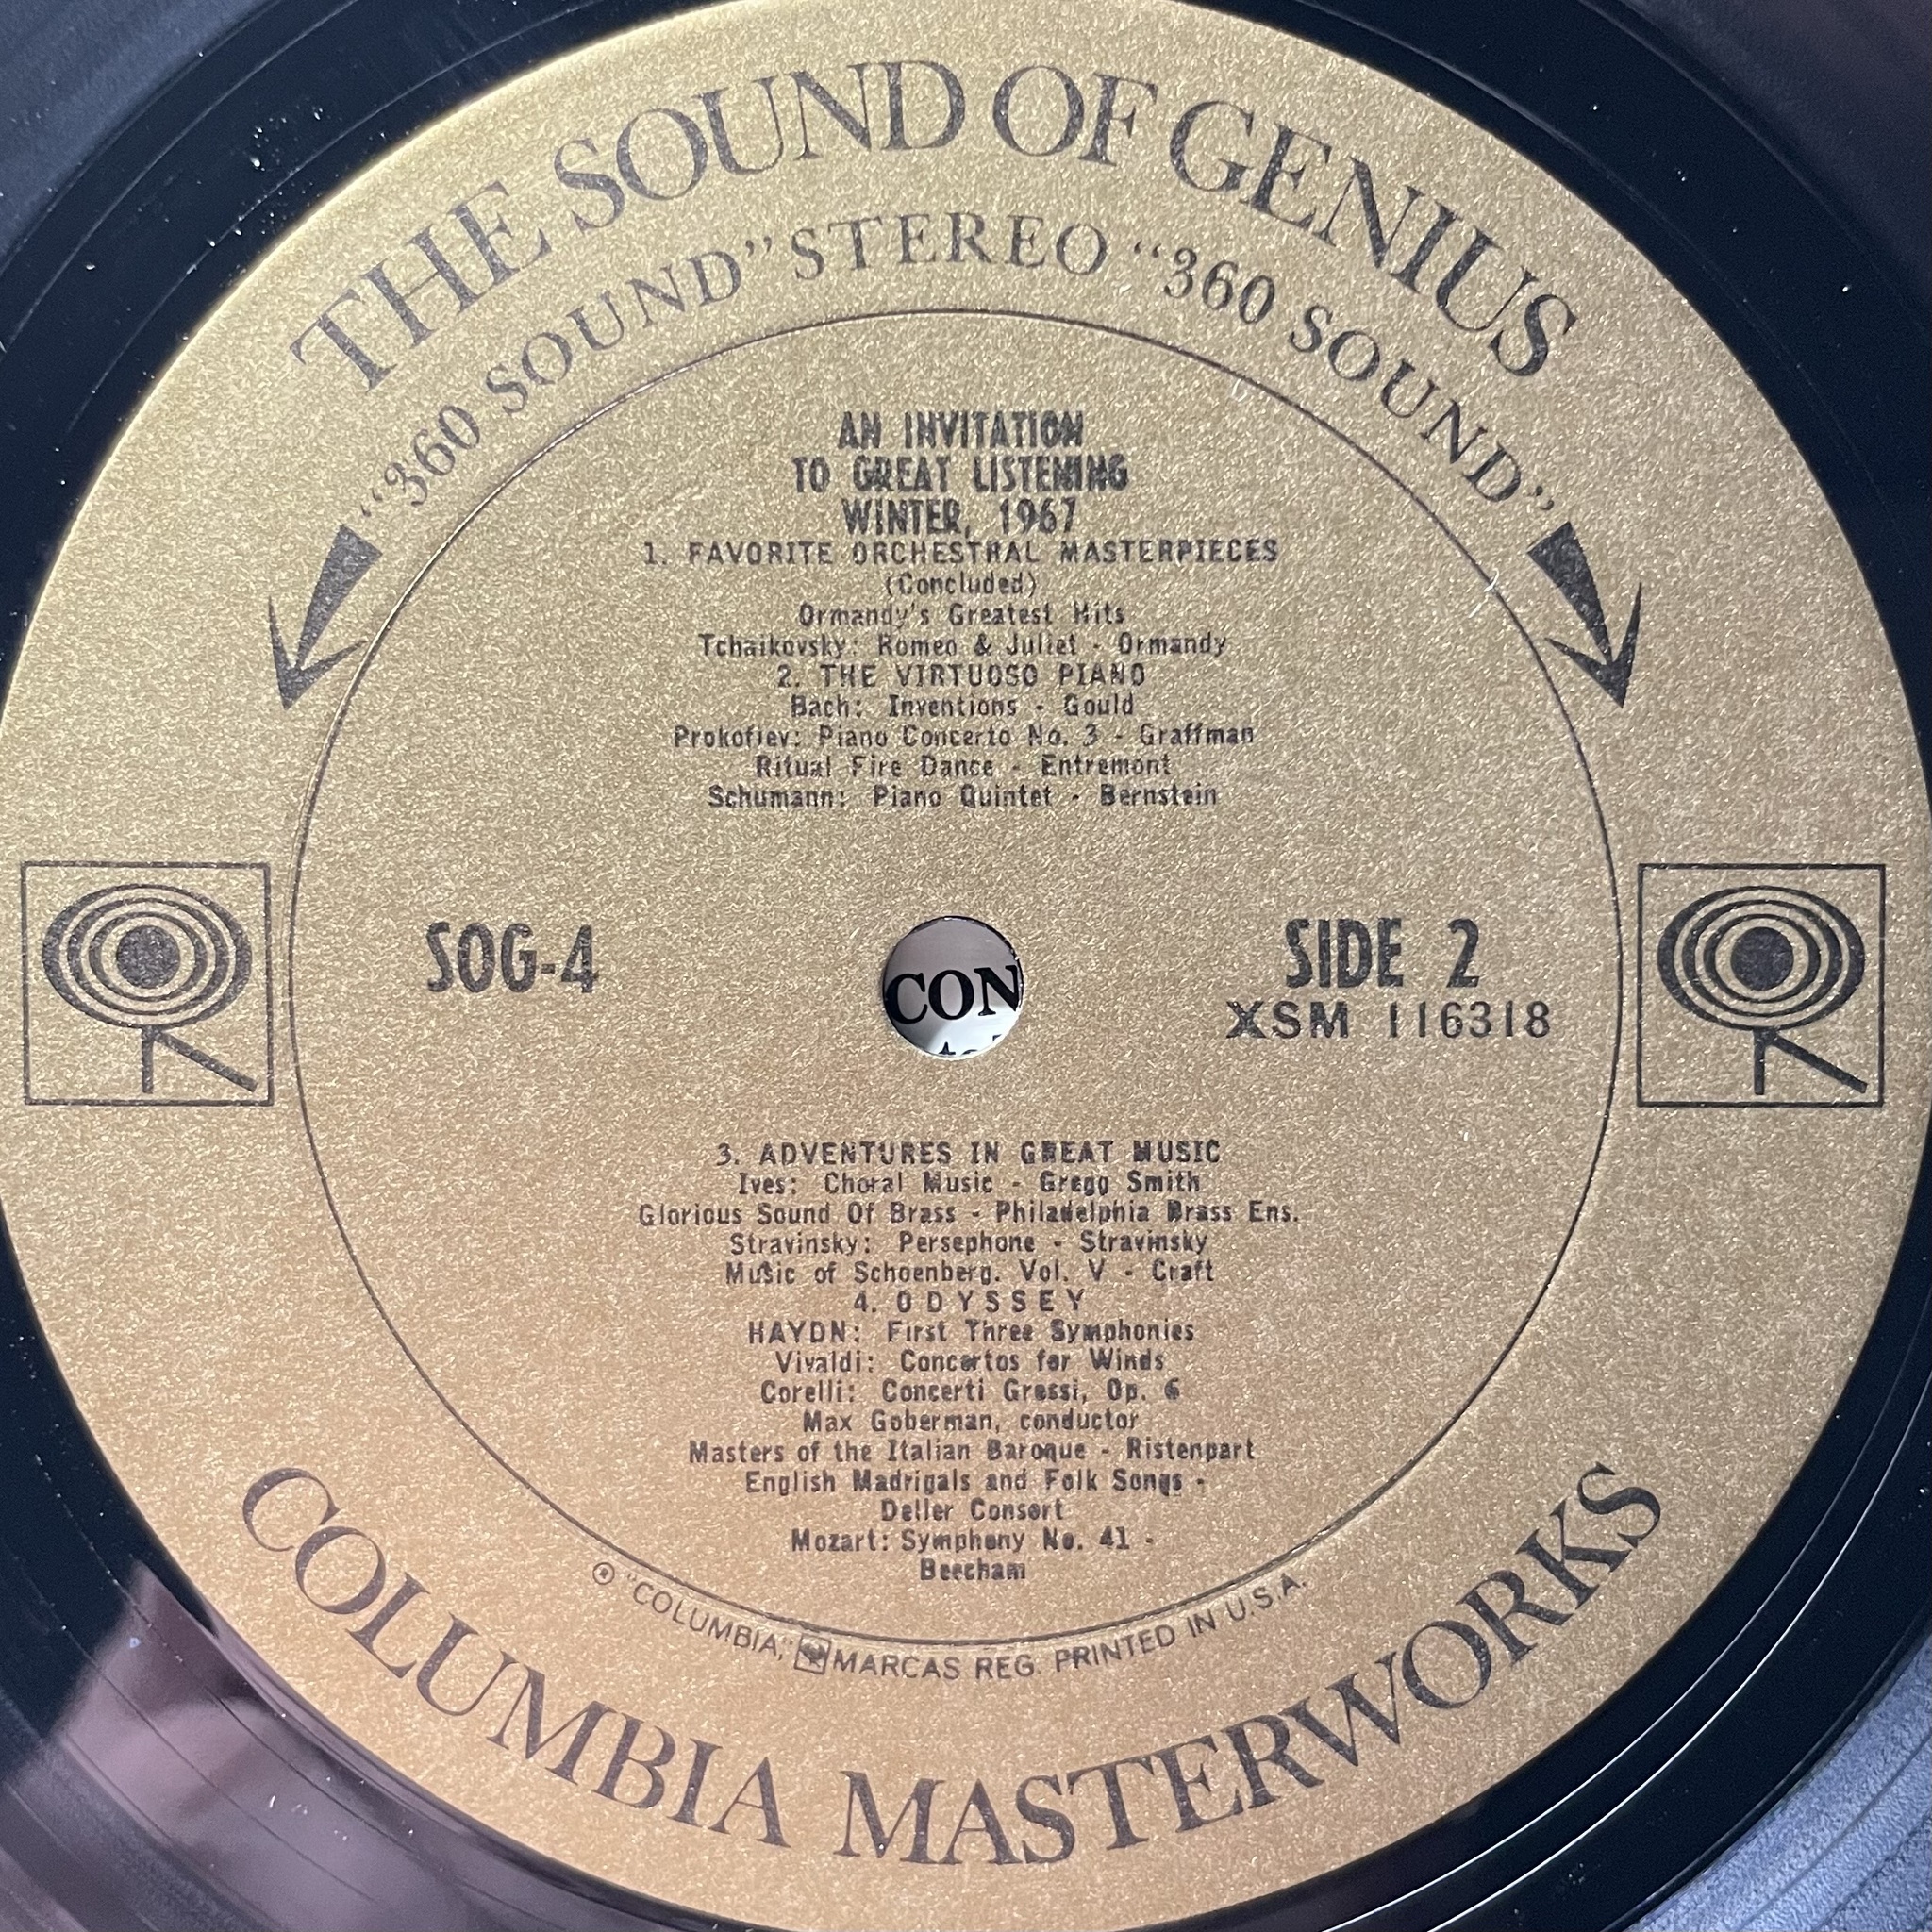 THE SOUND OF GENIUS
"360 SOUND" STEREO "360 SOUND"
AN INVITATION
TO GREAT LISTENING
WINTER, 1967
1. FAVORITE ORCHESTRAL MASTERPIECES
(Concluded)
Ormandy's Greatest Hits
Tchaikovsky: Romeo & Juliet - Ormandy
2. THE VIRTUOSO PIANO
Bach: Inventions - Gould
Prokofiev: Piano Concerto No. 3 - Graffman
Ritual Fire Dance - Entremont
Schumann: Piano Quintet - Bernstein
SOG-4
CON
SIDE 2
XSM 116318
3. ADVENTURES IN GREAT MUSIC
Ives: Choral Music - Gregg Smith
Glorious Sound Of Brass - Philadelphia Brass Ens.
Stravinsky: Persephone - Stravinsky
Music of Schoenberg. Vol. V - Craft
4. ODYSSEY
HAYDN: First Three Symphonies
Vivaldi: Concertos for Winds
Corelli: Concerti Grossi, Op. 6
Max Goberman, conductor
Masters of the Italian Baroque - Ristenpart
English Madrigals and Folk Songs -
Deller Consort
Mozart: Symphony No. 41 -
Beecham
"COLUMBIA," MARCAS REG. PRINTED IN U.S.A.
COLUMBIA MASTERWORKS